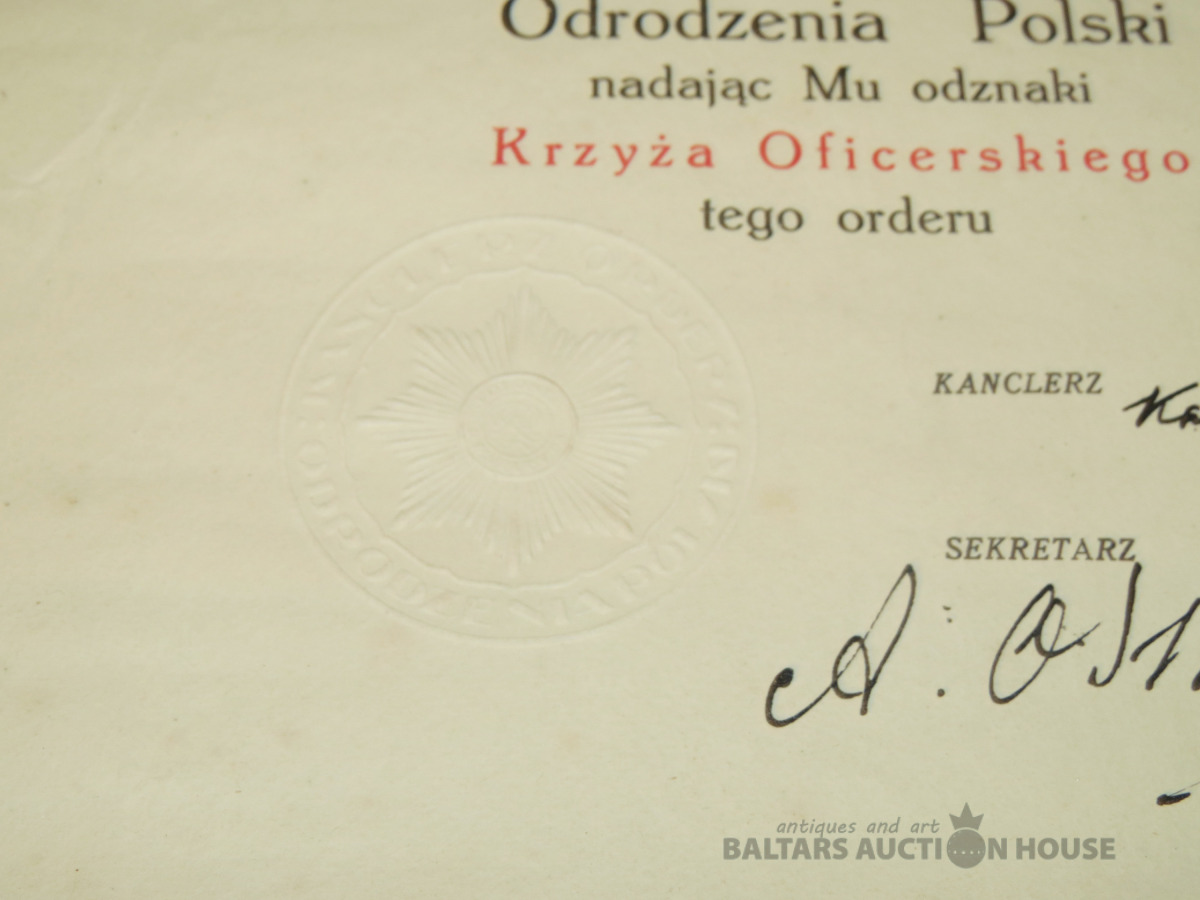 Odrodzenia Polski
nadając Mu odznaki
Krzyża Oficerskiego
tego orderu
KANCLERZ
SEKRETARZ
antiques and art
BALTARS AUCTION HOUSE